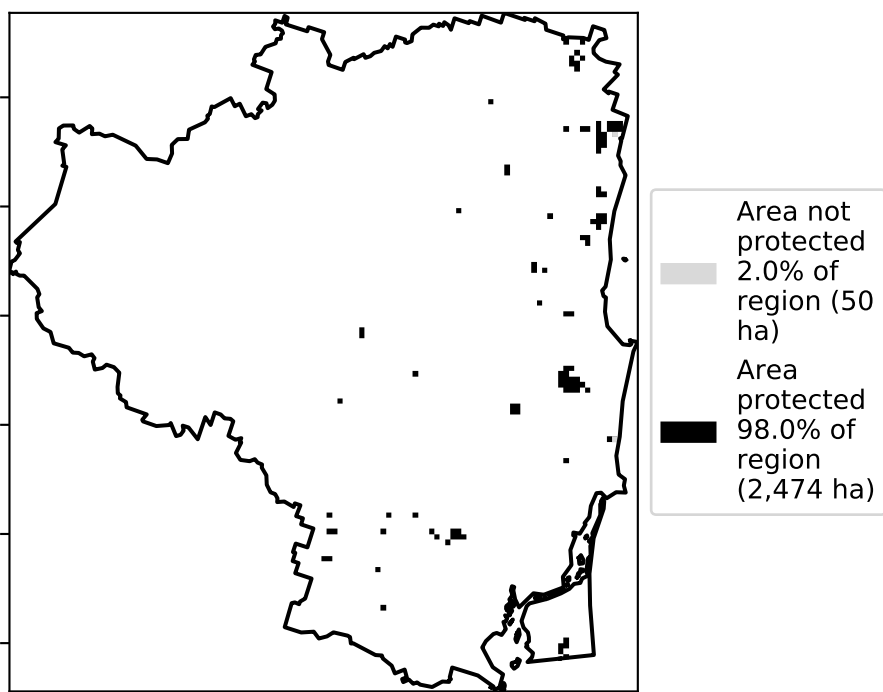 Area not
protected
2.0% of
region (50
ha)
Area
protected
98.0% of
region
(2,474 ha)